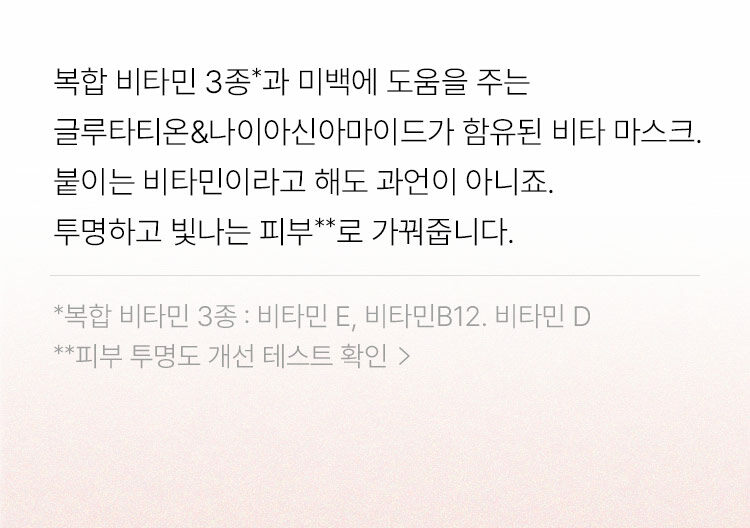 복합 비타민 3종*과 미백에 도움을 주는
글루타티온&나이아신아마이드가 함유된 비타 마스크.
붙이는 비타민이라고 해도 과언이 아니죠.
투명하고 빛나는 피부**로 가꿔줍니다.
*복합 비타민 3종 : 비타민 E, 비타민B12. 비타민 D
**피부 투명도 개선 테스트 확인 >